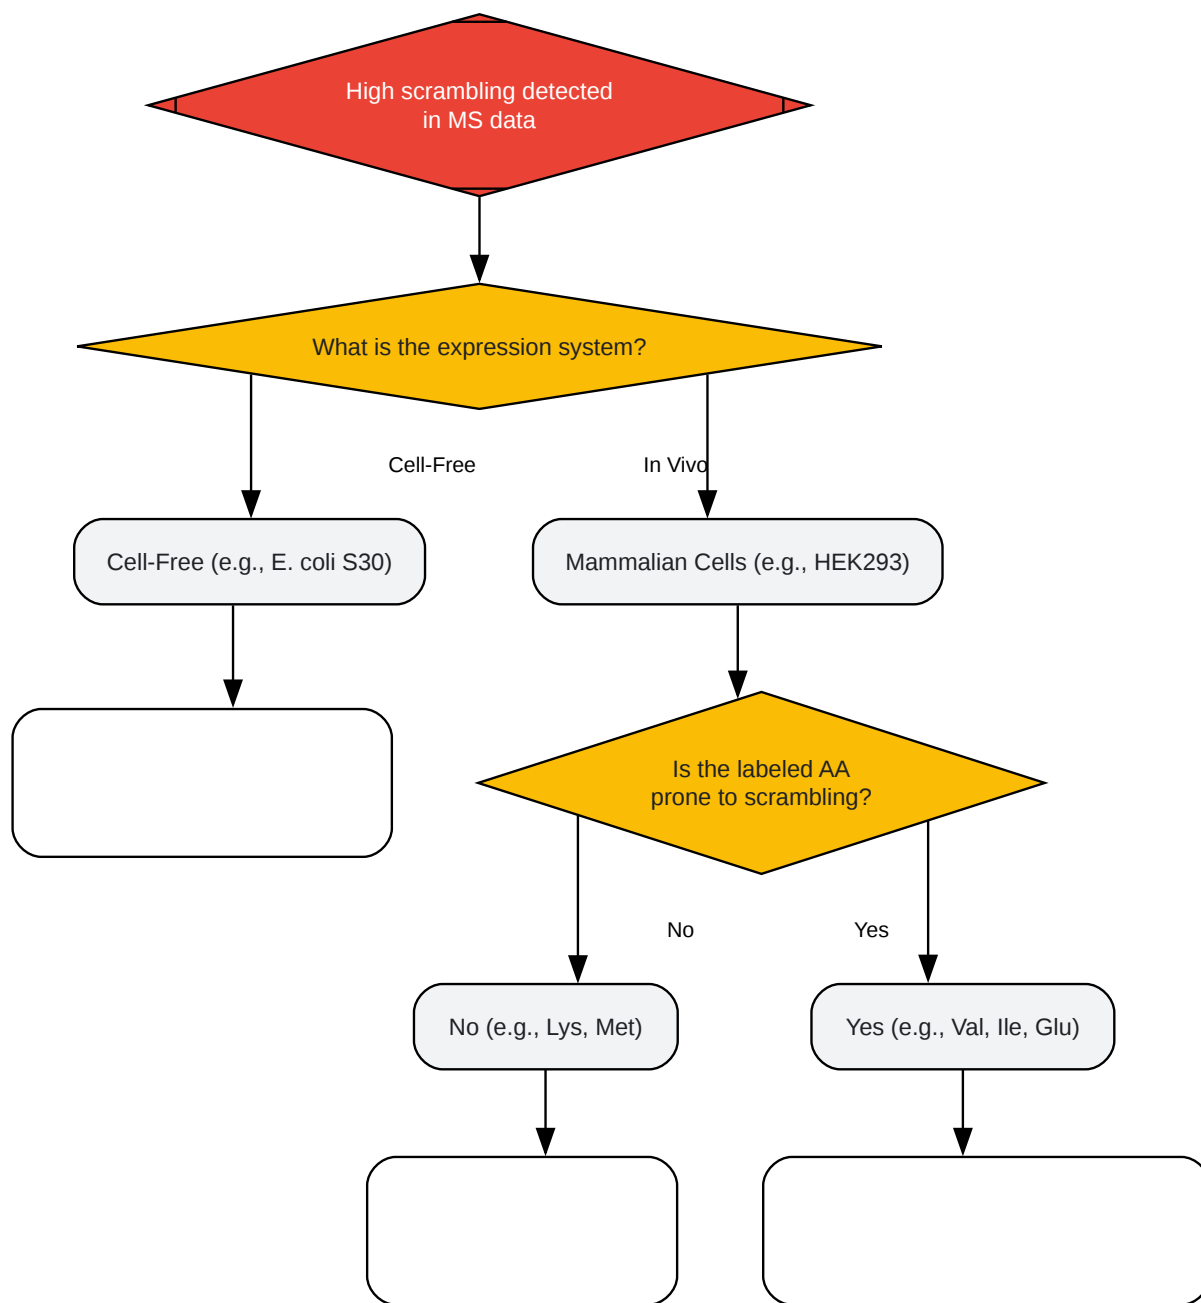 High scrambling detected
in MS data
What is the expression system?
Cell-Free
In Vivo
Cell-Free (e.g., E. coli S30)
Mammalian Cells (e.g., HEK293)
Is the labeled AA
prone to scrambling?
No
Yes
No (e.g., Lys, Met)
Yes (e.g., Val, Ile, Glu)